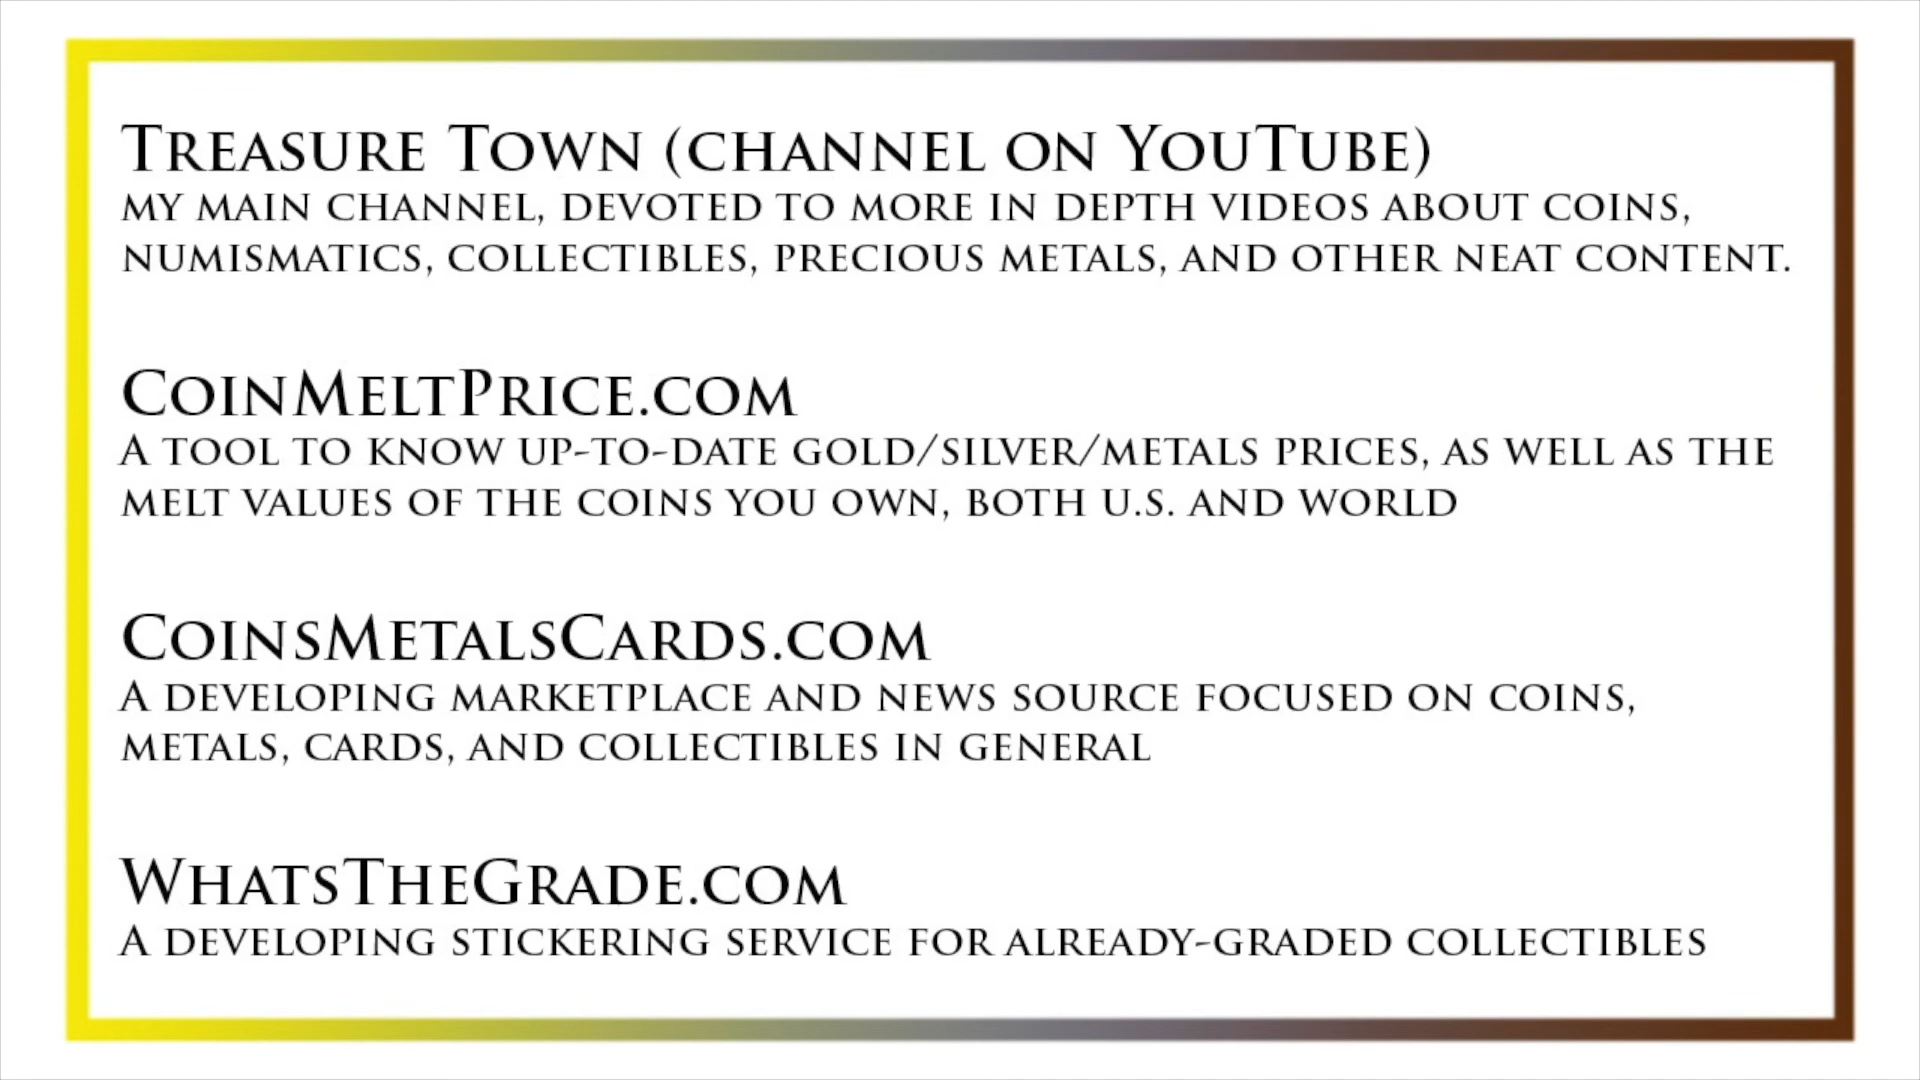 Treasure Town (channel on YouTube)
my main channel, devoted to more in depth videos about coins,
numismatics, collectibles, precious metals, and other neat content.
CoinMeltPrice.com
A tool to know up-to-date gold/silver/metals prices, as well as the
melt values of the coins you own, both U.S. and world
CoinsMetalsCards.com
A developing marketplace and news source focused on coins,
metals, cards, and collectibles in general
WhatsTheGrade.com
A developing stickering service for already-graded collectibles